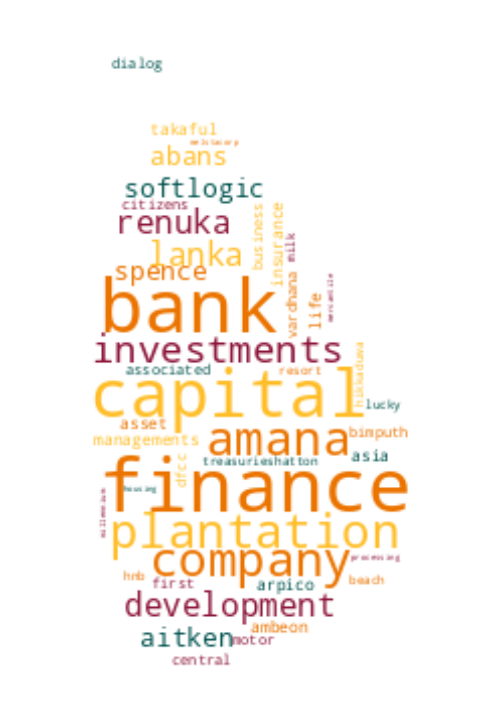 dialog
takaful
melstacorp
abans
softlogic
citizens
renuka
business
insurance
milk
lanka
spence
vardhana
life
mercantile
bank
investments
associated
resort
hikkaduwa
capital
lucky
asset
bimputh
managements
amana
asia
dfcc
treasurieshatton
finance
housing
millennium
plantation
company
processing
hnb
first
arpico
beach
development
ambeon
aitken
motor
central